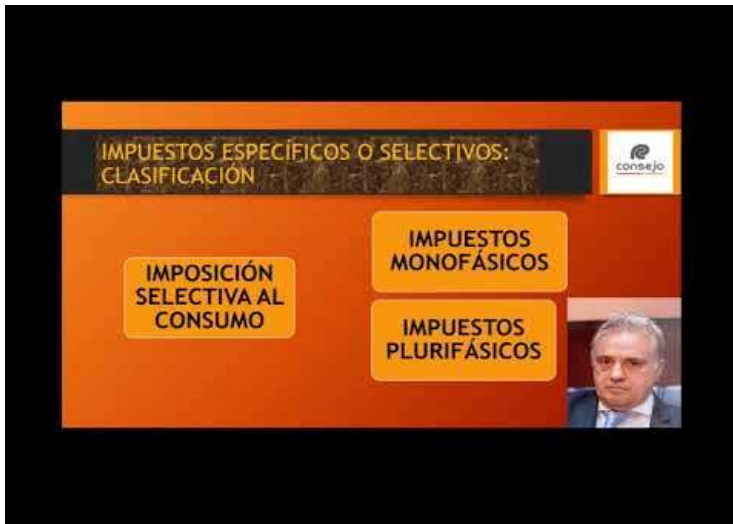 IMPUESTOS ESPECÍFICOS O SELECTIVOS:
CLASIFICACIÓN
consejo
IMPOSICIÓN
SELECTIVA AL
CONSUMO
IMPUESTOS
MONOFÁSICOS
IMPUESTOS
PLURIFÁSICOS